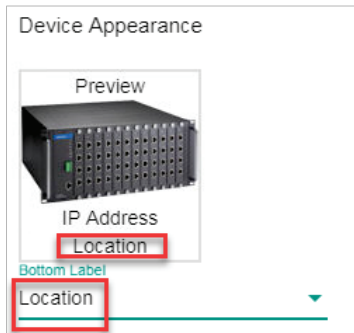 Device Appearance
Preview
IP Address
Location
Bottom Label
Location